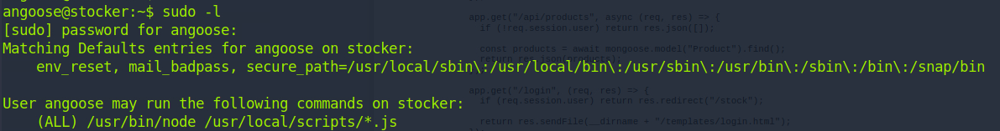 angoose@stocker:~$ sudo -l
[sudo] password for angoose:
Matching Defaults entries for angoose on stocker:
    env_reset, mail_badpass, secure_path=/usr/local/sbin\:/usr/local/bin\:/usr/sbin\:/usr/bin\:/sbin\:/bin\:/snap/bin
User angoose may run the following commands on stocker:
    (ALL) /usr/bin/node /usr/local/scripts/*.js
app.get("/api/products", async (req, res) => {
  if (!req.session.user) return res.json([]);
  const products = await mongoose.model("Product").find();
  return res.json(products);
app.get("/login", (req, res) => {
  if (req.session.user) return res.redirect("/stock");
  return res.sendFile(__dirname + "/templates/login.html");